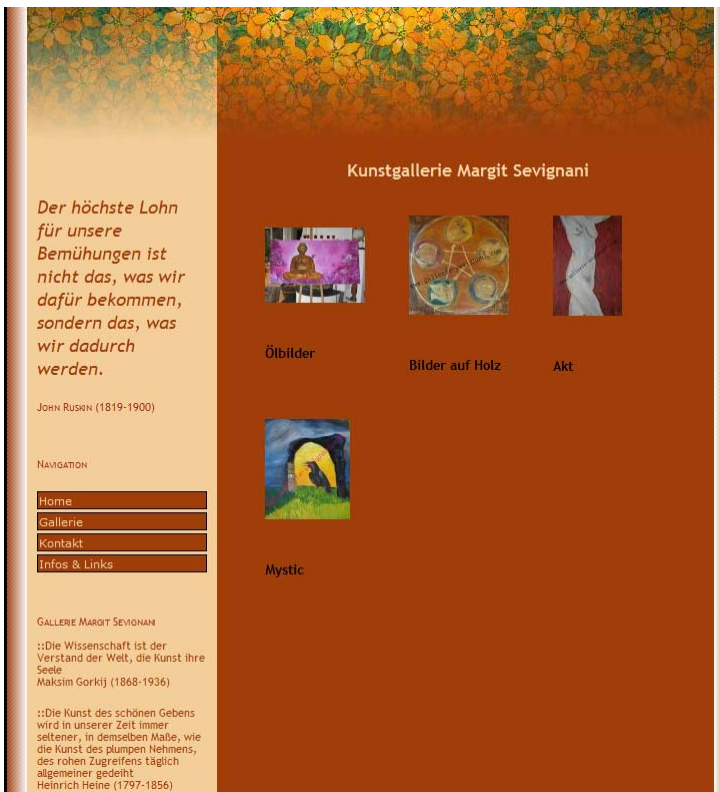 Kunstgallerie Margit Sevignani
Der höchste Lohn
für unsere
Bemühungen ist
nicht das, was wir
dafür bekommen,
sondern das, was
wir dadurch
werden.
John Ruskin (1819-1900)
Navigation
Home
Gallerie
Kontakt
Infos & Links
Gallerie Margit Sevignani
::Die Wissenschaft ist der
Verstand der Welt, die Kunst ihre
Seele
Maksim Gorkij (1868-1936)
::Die Kunst des schönen Gebens
wird in unserer Zeit immer
seltener, in demselben Maße, wie
die Kunst des plumpen Nehmens,
des rohen Zugreifens täglich
allgemeiner gedeiht
Heinrich Heine (1797-1856)
Ölbilder
Bilder auf Holz
Akt
Mystic